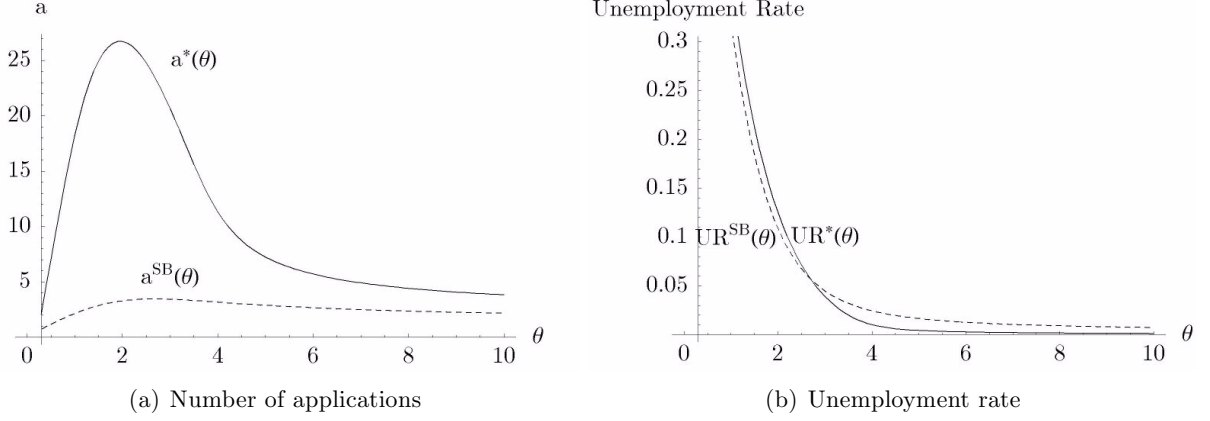 a
25
20
15
10
5
0 2 4 6 8 10 θ
a*(θ)
a^SB(θ)
(a) Number of applications
Unemployment Rate
0.3
0.25
0.2
0.15
0.1
0.05
0 2 4 6 8 10 θ
UR^SB(θ) UR*(θ)
(b) Unemployment rate